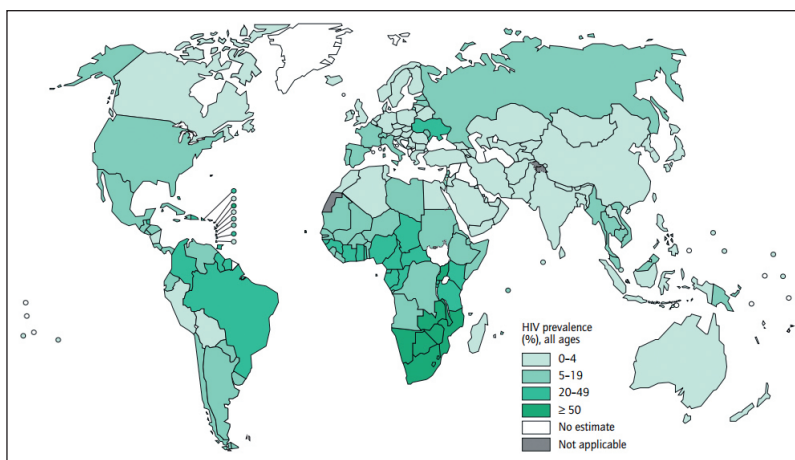 HIV prevalence
(%), all ages
0–4
5–19
20–49
≥ 50
No estimate
Not applicable